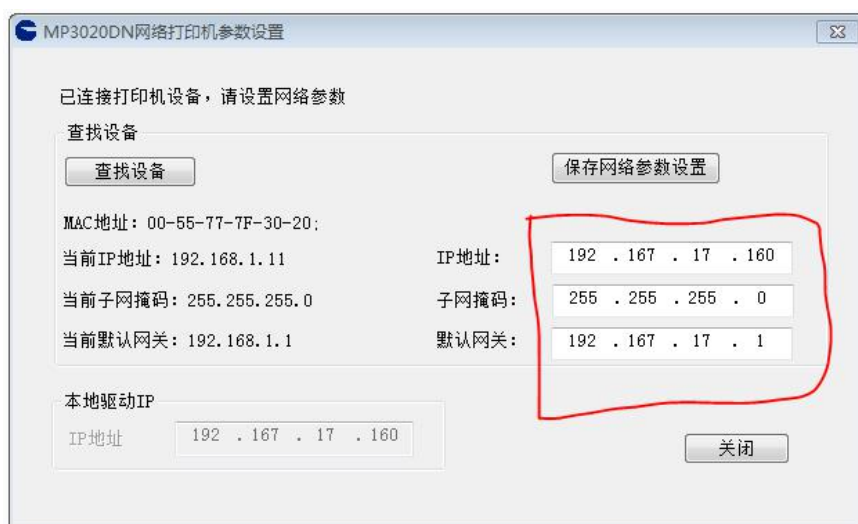 MP3020DN网络打印机参数设置
已连接打印机设备，请设置网络参数
查找设备
查找设备
保存网络参数设置
MAC地址：00-55-77-7F-30-20;
当前IP地址：192.168.1.11
IP地址：
192 . 167 . 17 . 160
当前子网掩码：255.255.255.0
子网掩码：
255 . 255 . 255 . 0
当前默认网关：192.168.1.1
默认网关：
192 . 167 . 17 . 1
本地驱动IP
IP地址
192 . 167 . 17 . 160
关闭